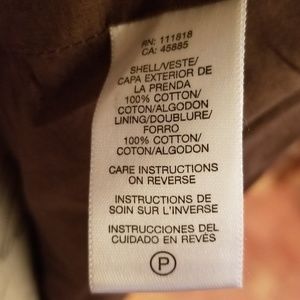 RN: 111818
CA: 45885
SHELL/VESTE/
CAPA EXTERIOR DE
LA PRENDA
100% COTTON/
COTON/ALGODON
LINING/DOUBLURE/
FORRO
100% COTTON/
COTON/ALGODON
CARE INSTRUCTIONS
ON REVERSE
INSTRUCTIONS DE
SOIN SUR L'INVERSE
INSTRUCCIONES DEL
CUIDADO EN REVÉS
P